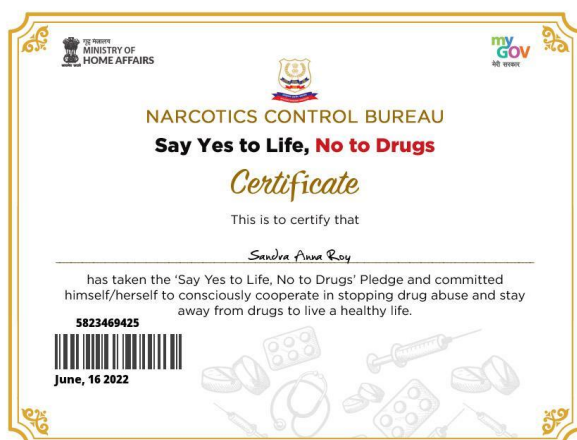 गृह मंत्रालय
MINISTRY OF
HOME AFFAIRS
my
GOV
मेरी सरकार
NARCOTICS CONTROL BUREAU
Say Yes to Life, No to Drugs
Certificate
This is to certify that
Sandra Anna Roy
has taken the 'Say Yes to Life, No to Drugs' Pledge and committed
himself/herself to consciously cooperate in stopping drug abuse and stay
away from drugs to live a healthy life.
5823469425
June, 16 2022